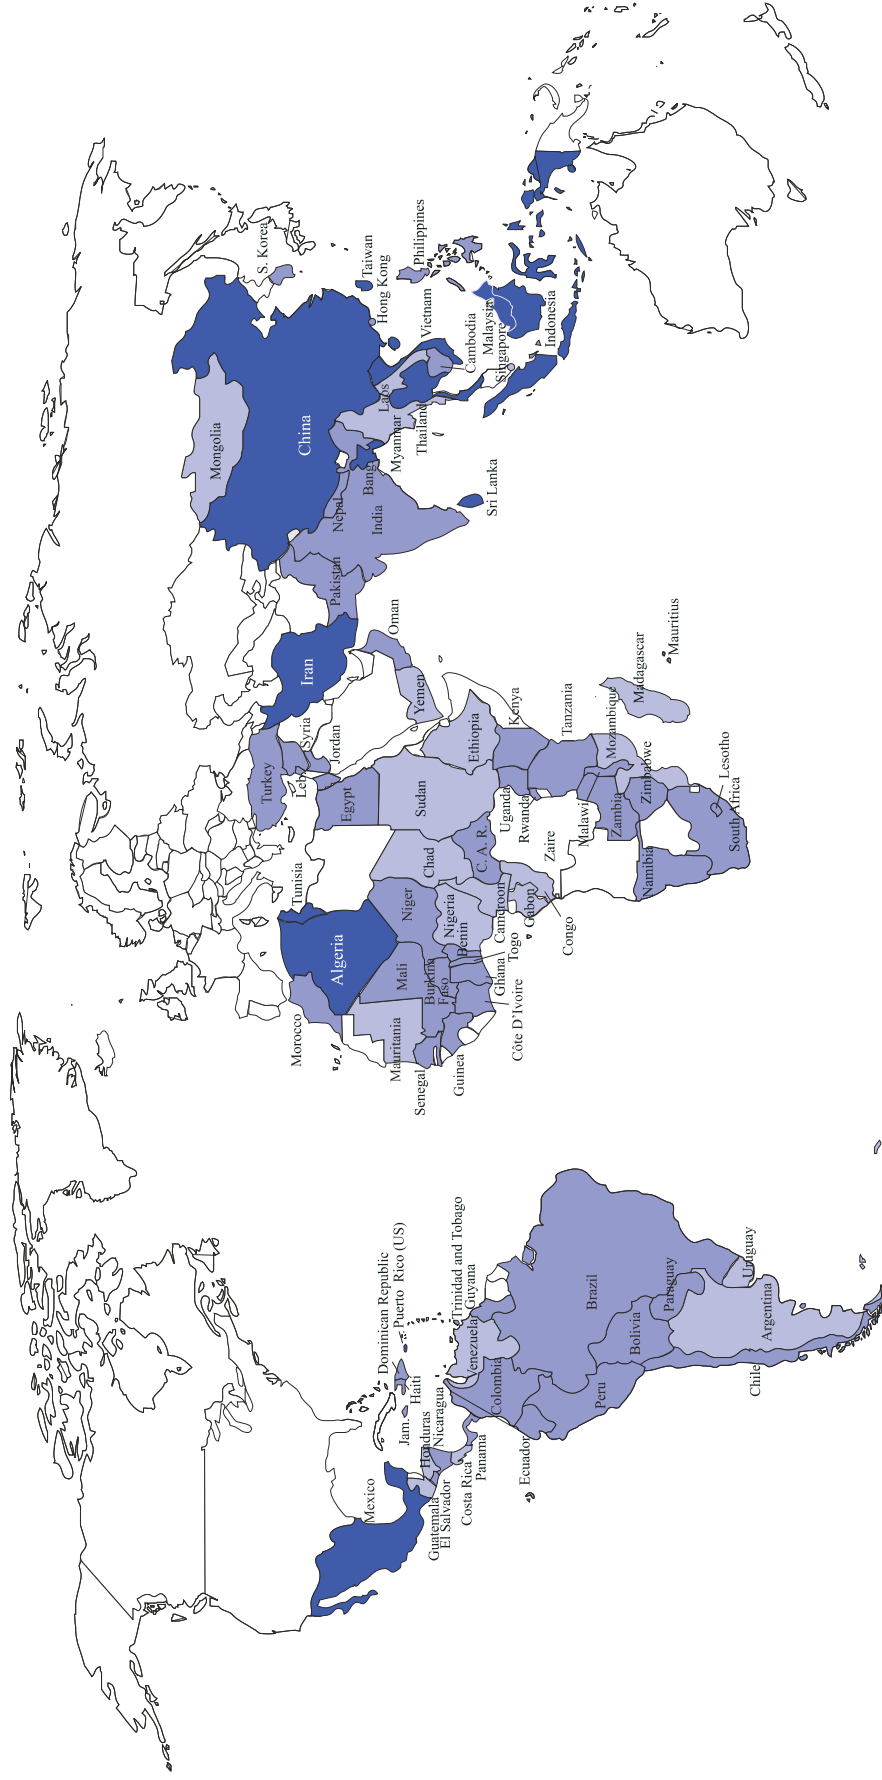 Mexico
Guatemala
El Salvador
Honduras
Nicaragua
Costa Rica
Panama
Jam.
Haiti
Dominican Republic
Puerto Rico (US)
Trinidad and Tobago
Guyana
Venezuela
Colombia
Ecuador
Peru
Brazil
Bolivia
Paraguay
Uruguay
Argentina
Chile
Morocco
Algeria
Tunisia
Egypt
Mauritania
Mali
Niger
Chad
Sudan
Senegal
Guinea
Burkina
Faso
Côte D'Ivoire
Ghana
Togo
Benin
Nigeria
Cameroon
C. A. R.
Gabon
Congo
Zaire
Ethiopia
Uganda
Rwanda
Kenya
Tanzania
Malawi
Zambia
Mozambique
Zimbabwe
Namibia
South Africa
Lesotho
Madagascar
Mauritius
Turkey
Leb.
Syria
Jordan
Iran
Yemen
Oman
Pakistan
India
Nepal
Bang.
Sri Lanka
Mongolia
China
S. Korea
Taiwan
Hong Kong
Myanmar
Thailand
Laos
Vietnam
Cambodia
Philippines
Malaysia
Singapore
Indonesia